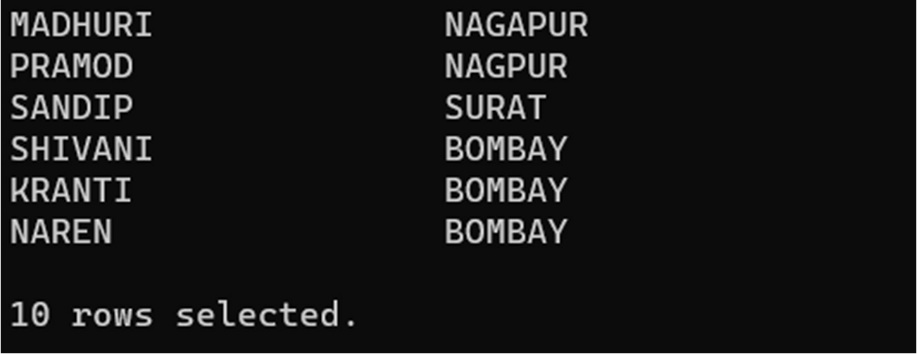 MADHURI NAGAPUR
PRAMOD NAGPUR
SANDIP SURAT
SHIVANI BOMBAY
KRANTI BOMBAY
NAREN BOMBAY
10 rows selected.